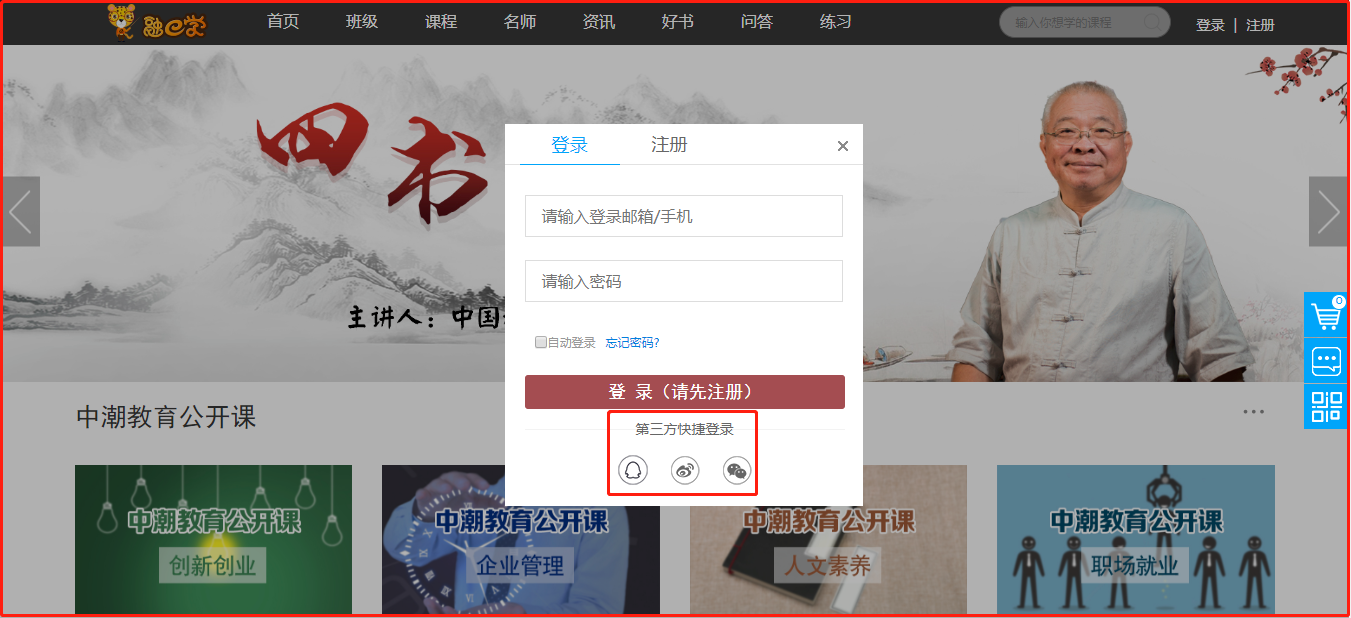 融e学
首页 班级 课程 名师 资讯 好书 问答 练习
输入你想学的课程
登录 | 注册
四书
主讲人：中国
登录 注册
请输入登录邮箱/手机
请输入密码
自动登录 忘记密码?
登 录（请先注册）
第三方快捷登录
0
中潮教育公开课
中潮教育公开课
创新创业
中潮教育公开课
企业管理
中潮教育公开课
人文素养
中潮教育公开课
职场就业